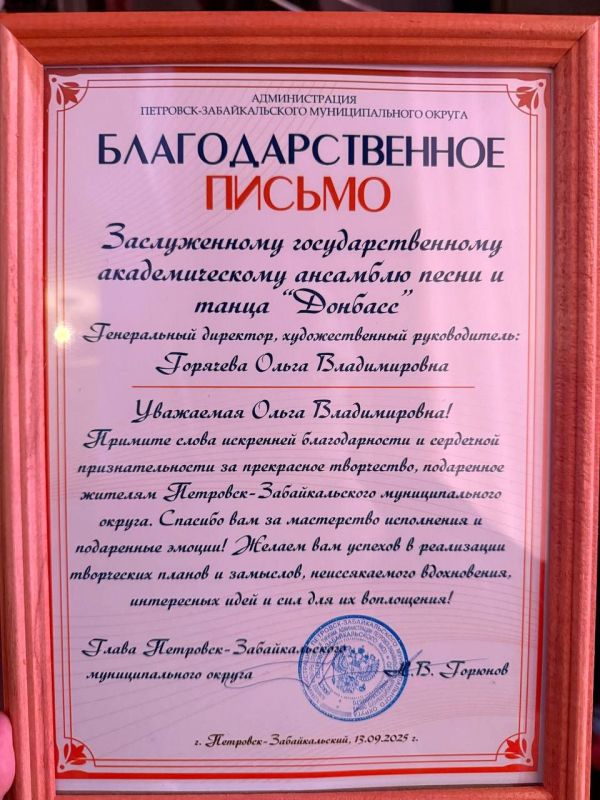 АДМИНИСТРАЦИЯ
ПЕТРОВСК-ЗАБАЙКАЛЬСКОГО МУНИЦИПАЛЬНОГО ОКРУГА
БЛАГОДАРСТВЕННОЕ
ПИСЬМО
Заслуженному государственному
академическому ансамблю песни и
танца “Донбасс”
Генеральный директор, художественный руководитель:
Горячева Ольга Владимировна
Уважаемая Ольга Владимировна!
Примите слова искренней благодарности и сердечной
признательности за прекрасное творчество, подаренное
жителям Петровск-Забайкальского муниципального
округа. Спасибо вам за мастерство исполнения и
подаренные эмоции! Желаем вам успехов в реализации
творческих планов и замыслов, неиссякаемого вдохновения,
интересных идей и сил для их воплощения!
Глава Петровск-Забайкальского
муниципального округа
В. Горюнов
г. Петровск-Забайкальский, 13.09.2025 г.